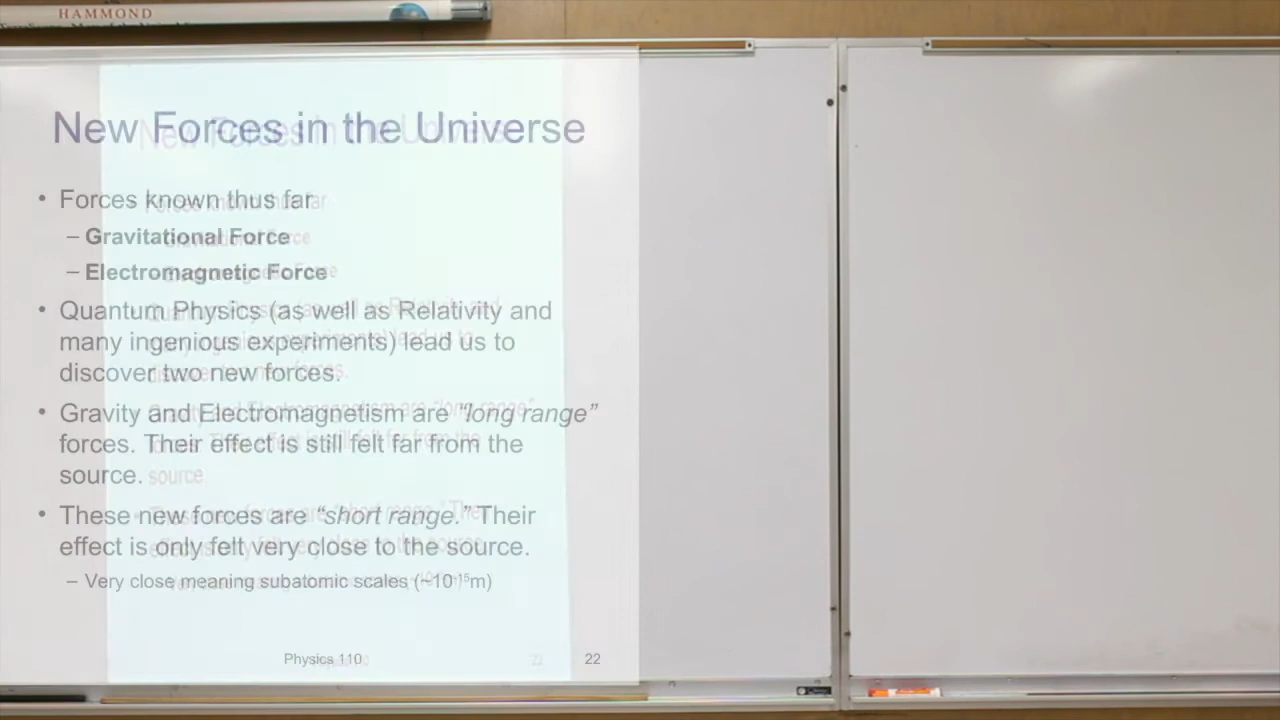 HAMMOND
New Forces in the Universe
• Forces known thus far
– Gravitational Force
– Electromagnetic Force
• Quantum Physics (as well as Relativity and
many ingenious experiments) lead us to
discover two new forces.
• Gravity and Electromagnetism are “long range”
forces. Their effect is still felt far from the
source.
• These new forces are “short range.” Their
effect is only felt very close to the source.
– Very close meaning subatomic scales (~10⁻¹⁵m)
Physics 110
22